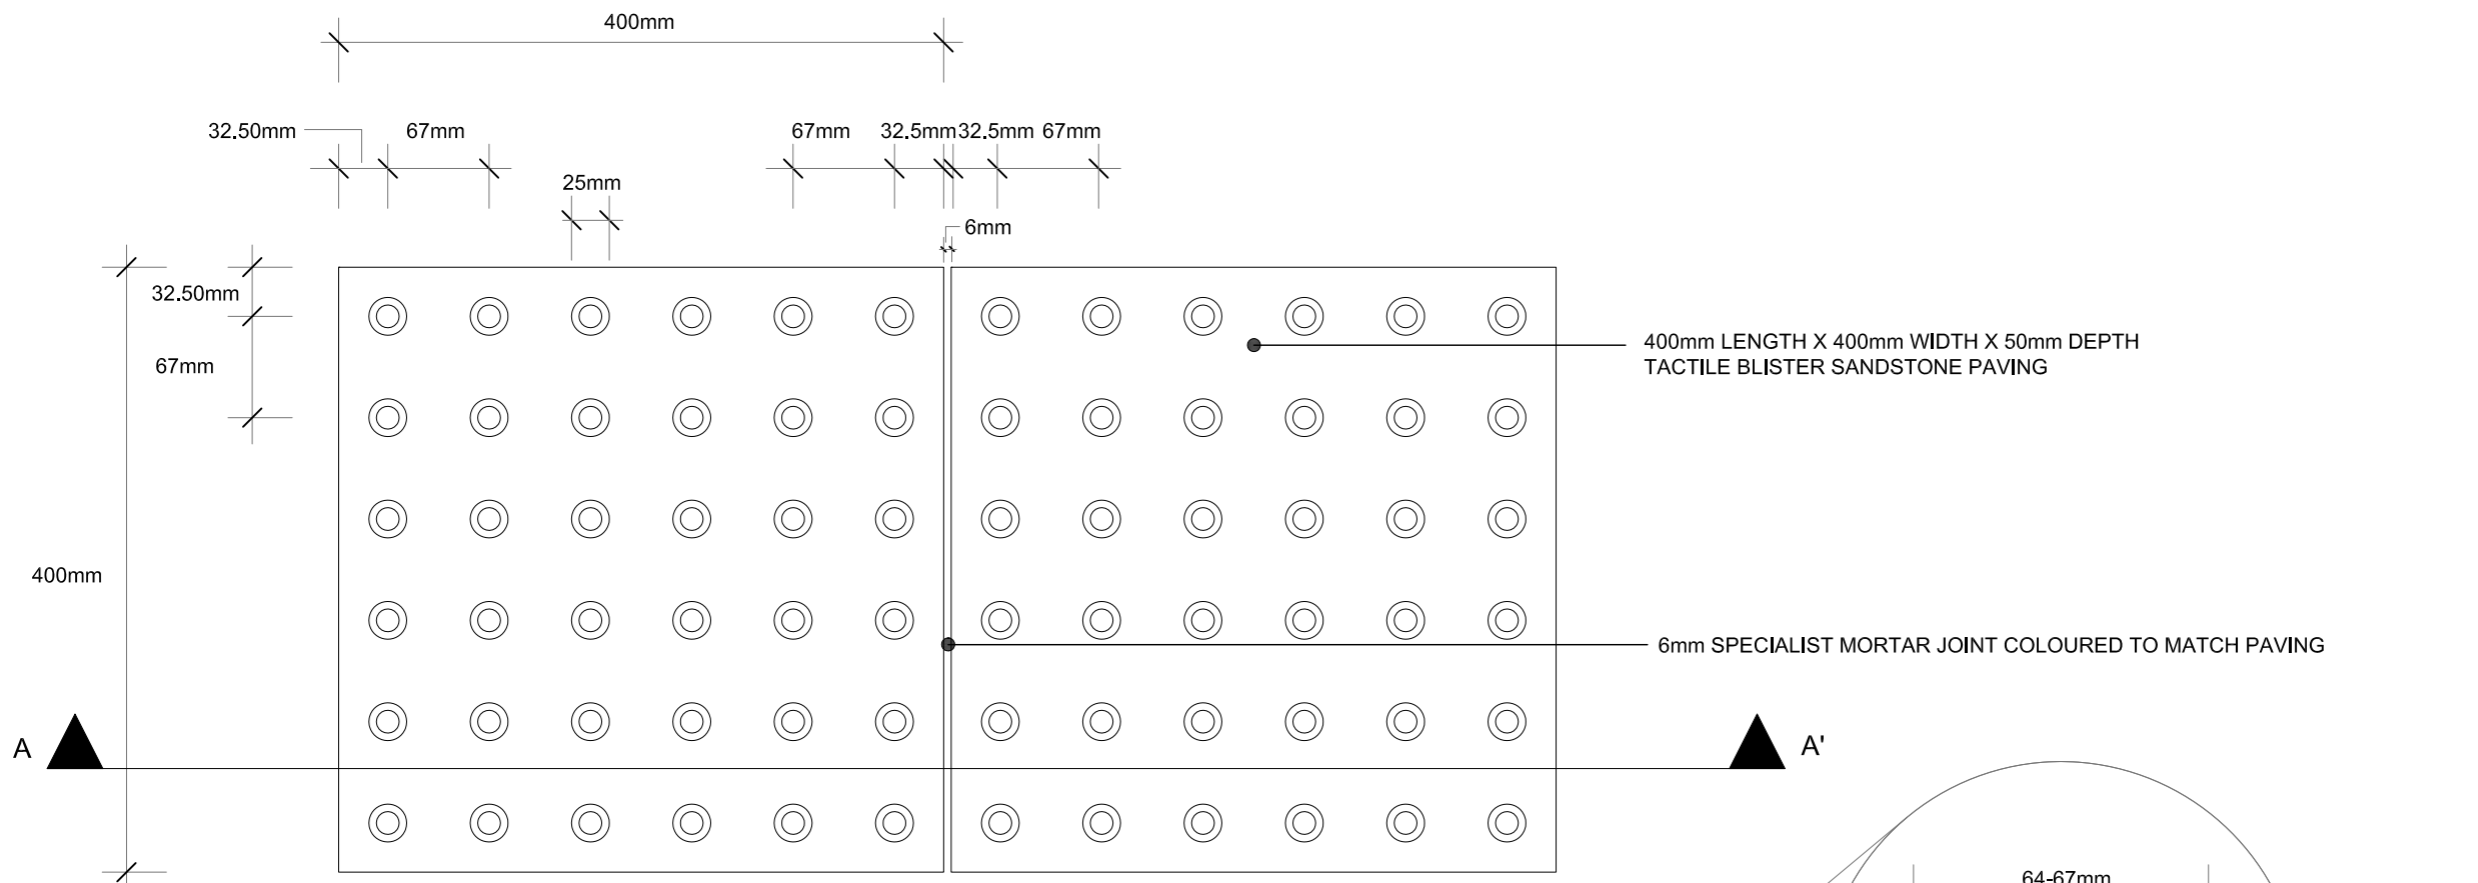 400mm
32.50mm
67mm
67mm
32.5mm
32.5mm
67mm
25mm
6mm
32.50mm
67mm
400mm
400mm LENGTH X 400mm WIDTH X 50mm DEPTH
TACTILE BLISTER SANDSTONE PAVING
6mm SPECIALIST MORTAR JOINT COLOURED TO MATCH PAVING
A
A'
64-67mm